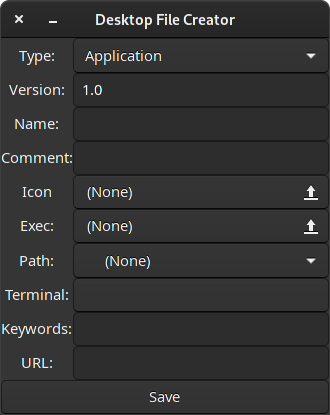 Desktop File Creator
Type: Application
Version: 1.0
Name:
Comment:
Icon (None)
Exec: (None)
Path: (None)
Terminal:
Keywords:
URL:
Save